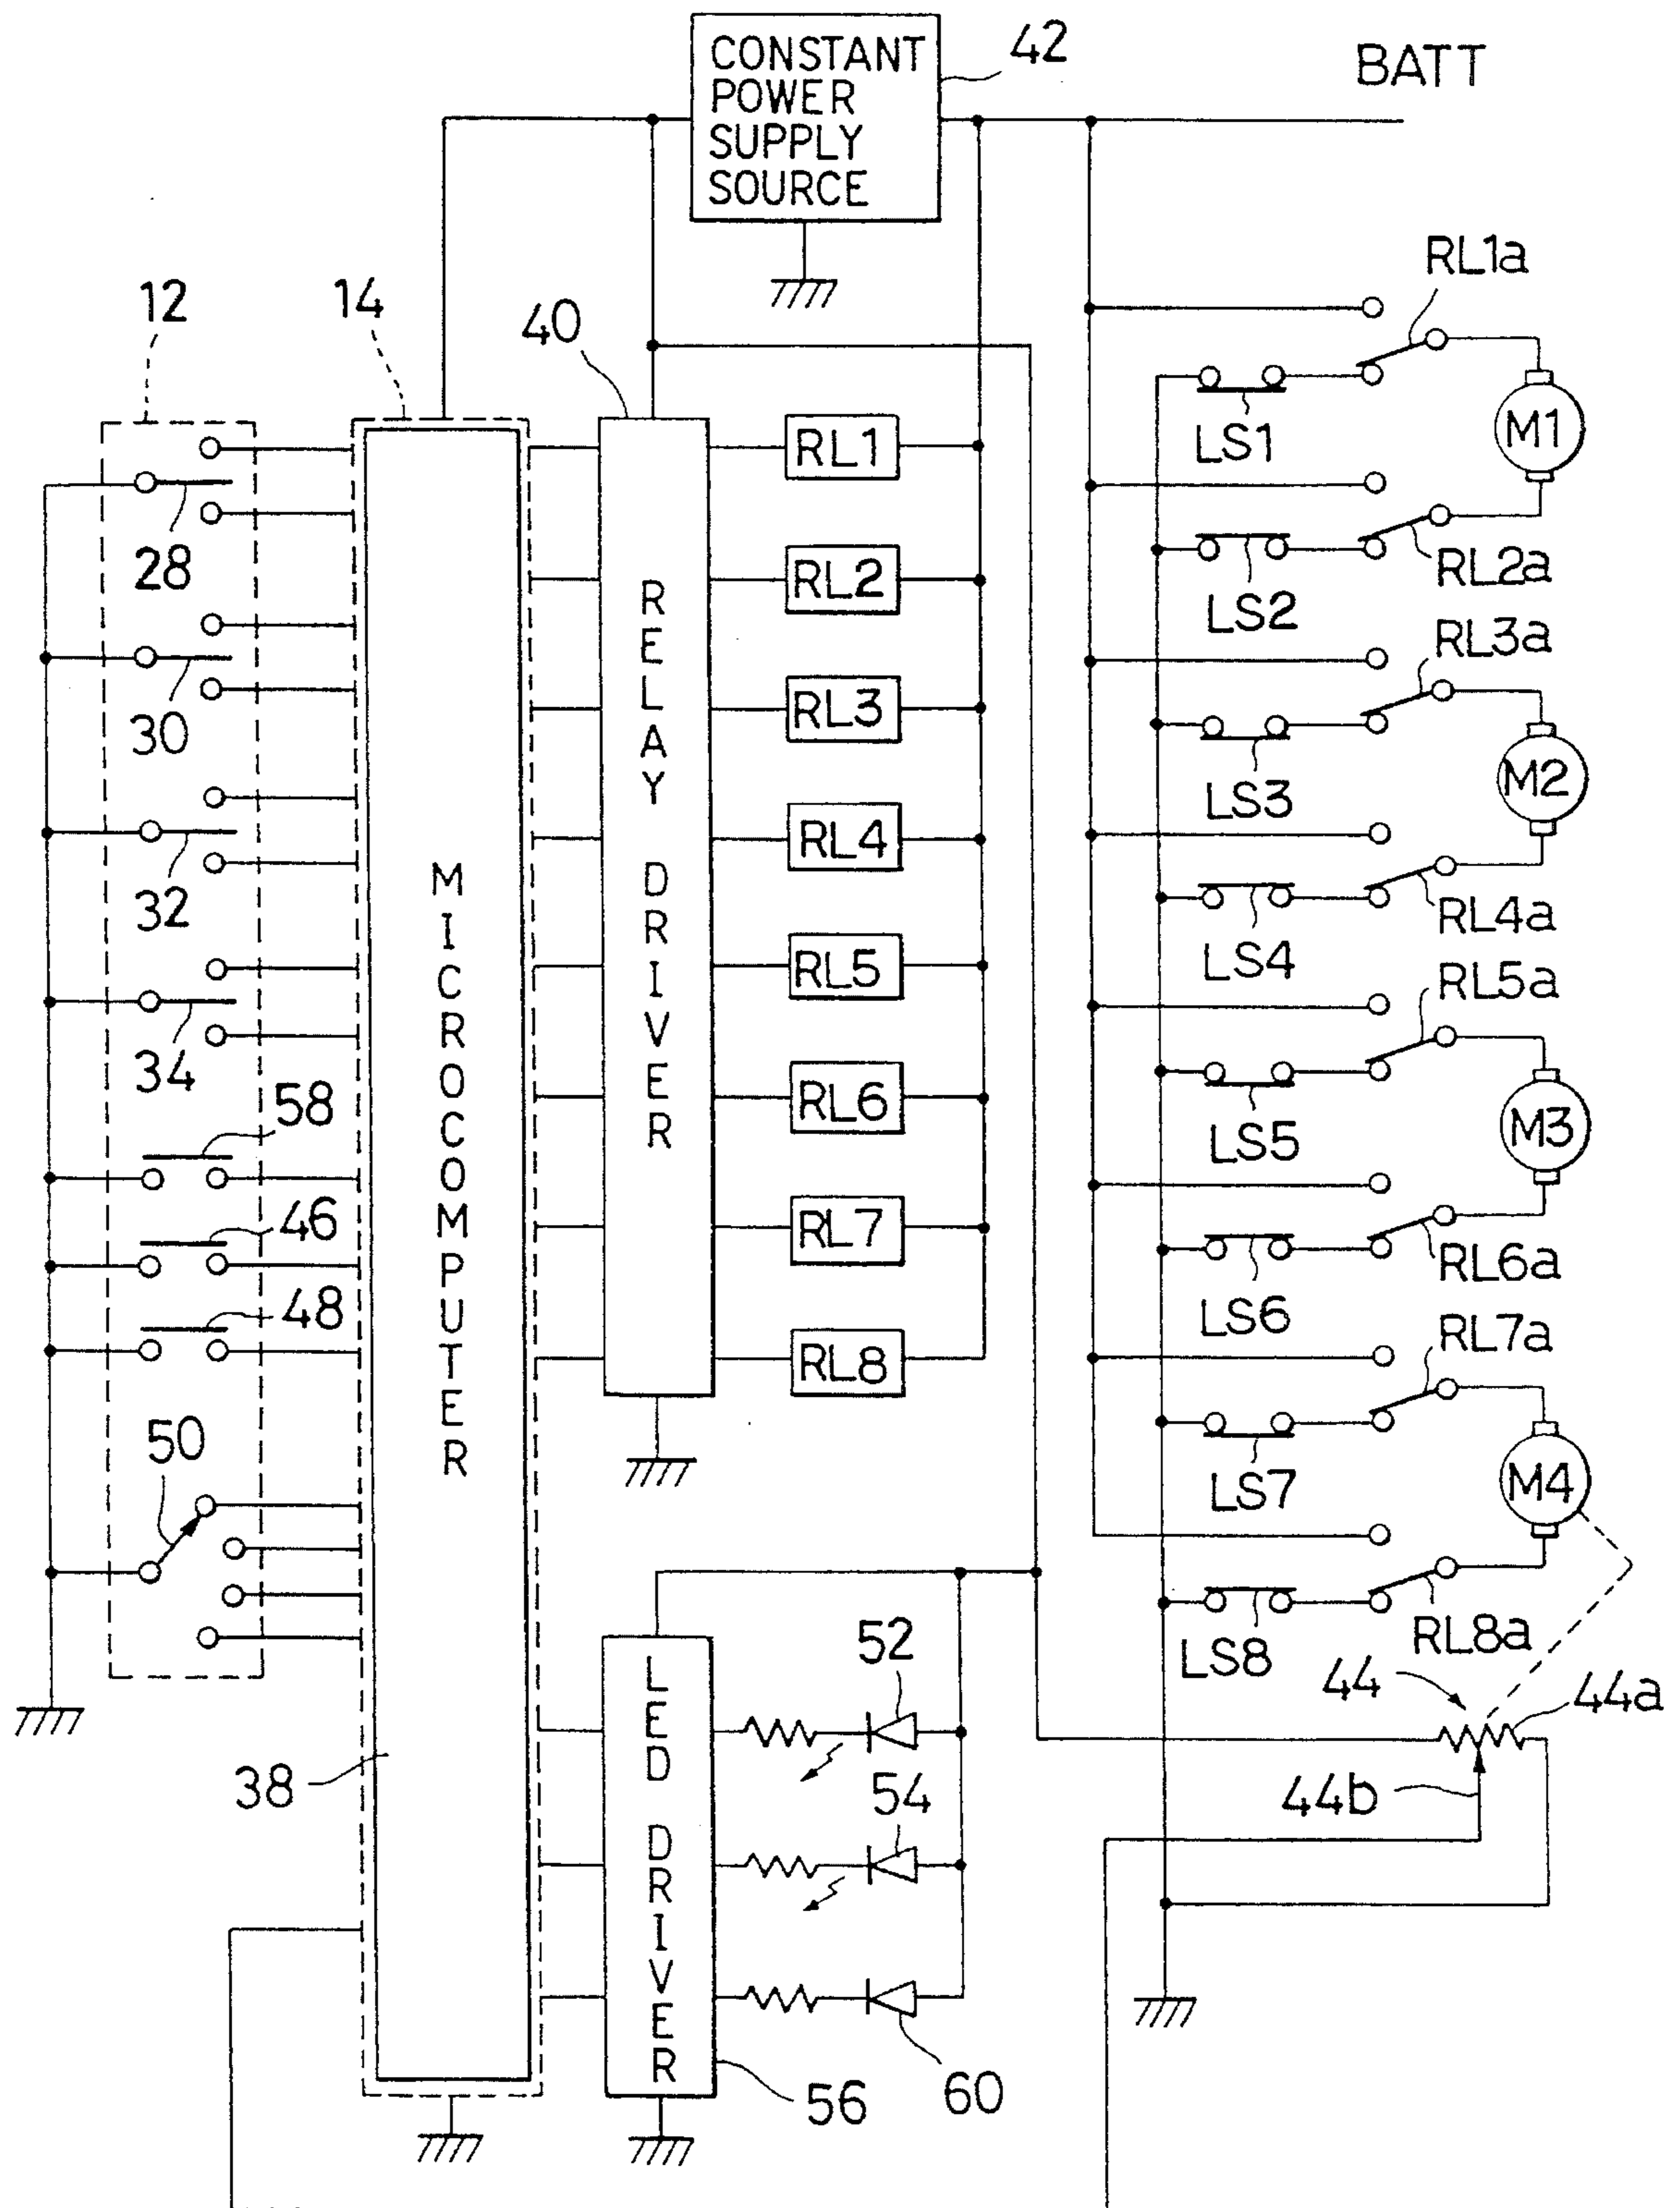 CONSTANT
POWER
SUPPLY
SOURCE
42
BATT
RL1a
12
14
40
LS1
M1
RL1
28
RL2
RL2a
LS2
RL3a
30
RL3
LS3
M2
RL4
32
LS4
RL4a
RL5
RL5a
34
58
RL6
LS5
M3
46
RL7
RL6a
48
LS6
RL7a
RL8
50
LS7
M4
MICROCOMPUTER
RELAY DRIVER
LS8
RL8a
52
44
44a
38
54
44b
LED DRIVER
56
60